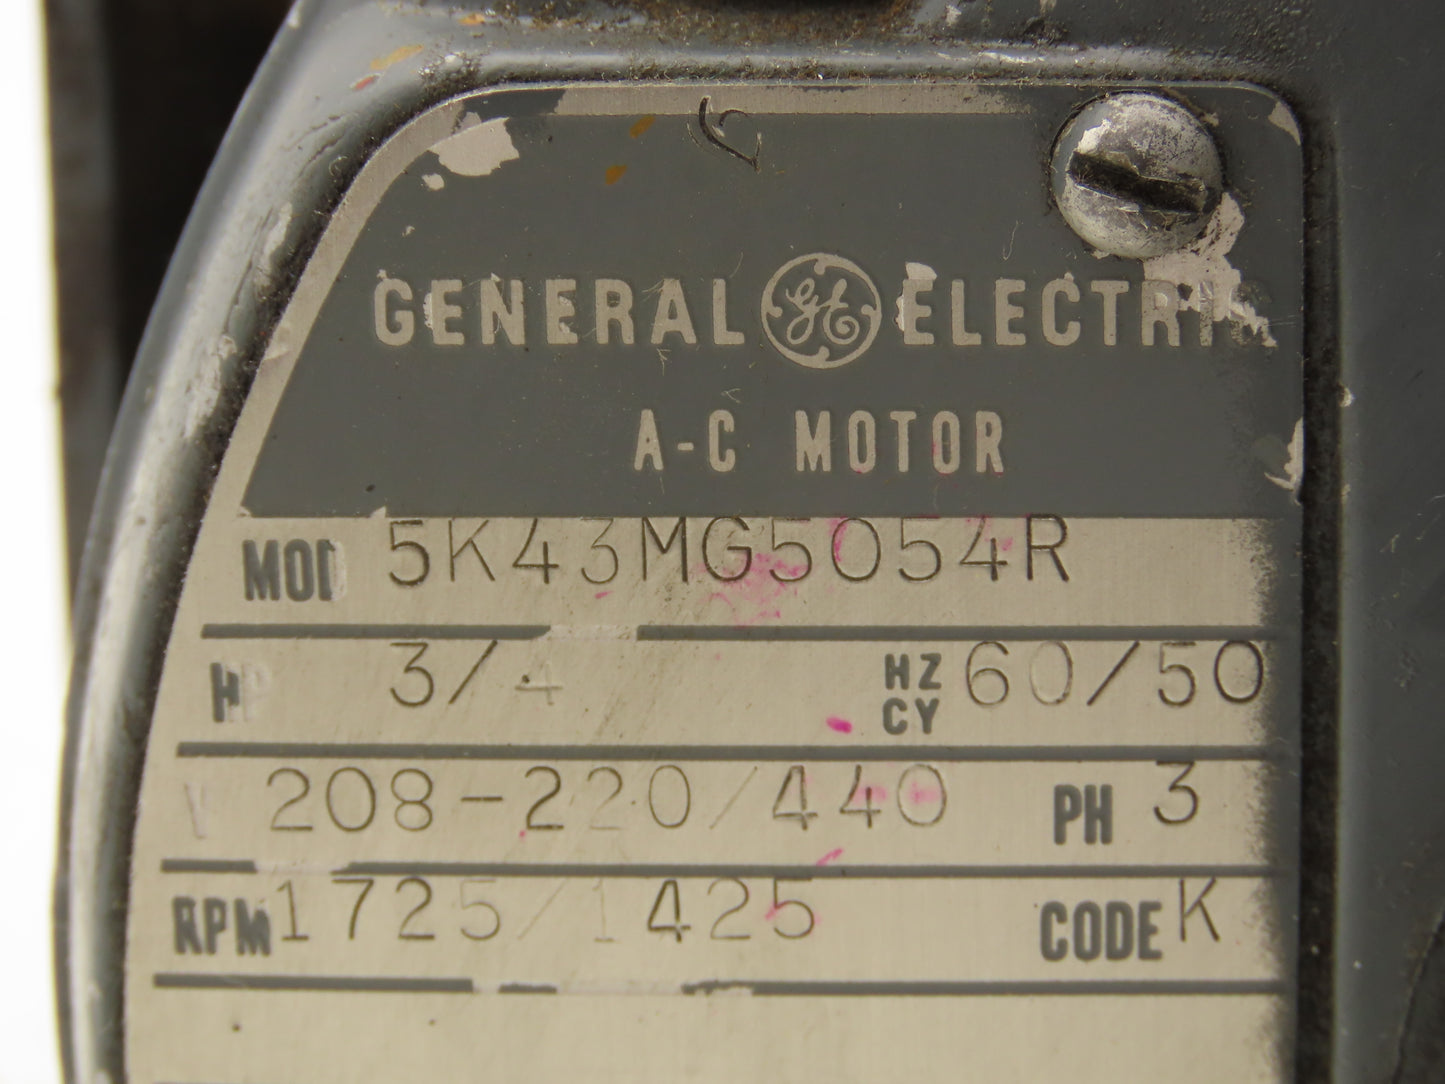 GENERAL GE ELECTRIC
A-C MOTOR
MOD 5K43MG5054R
HP 3/4 HZ CY 60/50
V 208-220/440 PH 3
RPM 1725/1425 CODE K